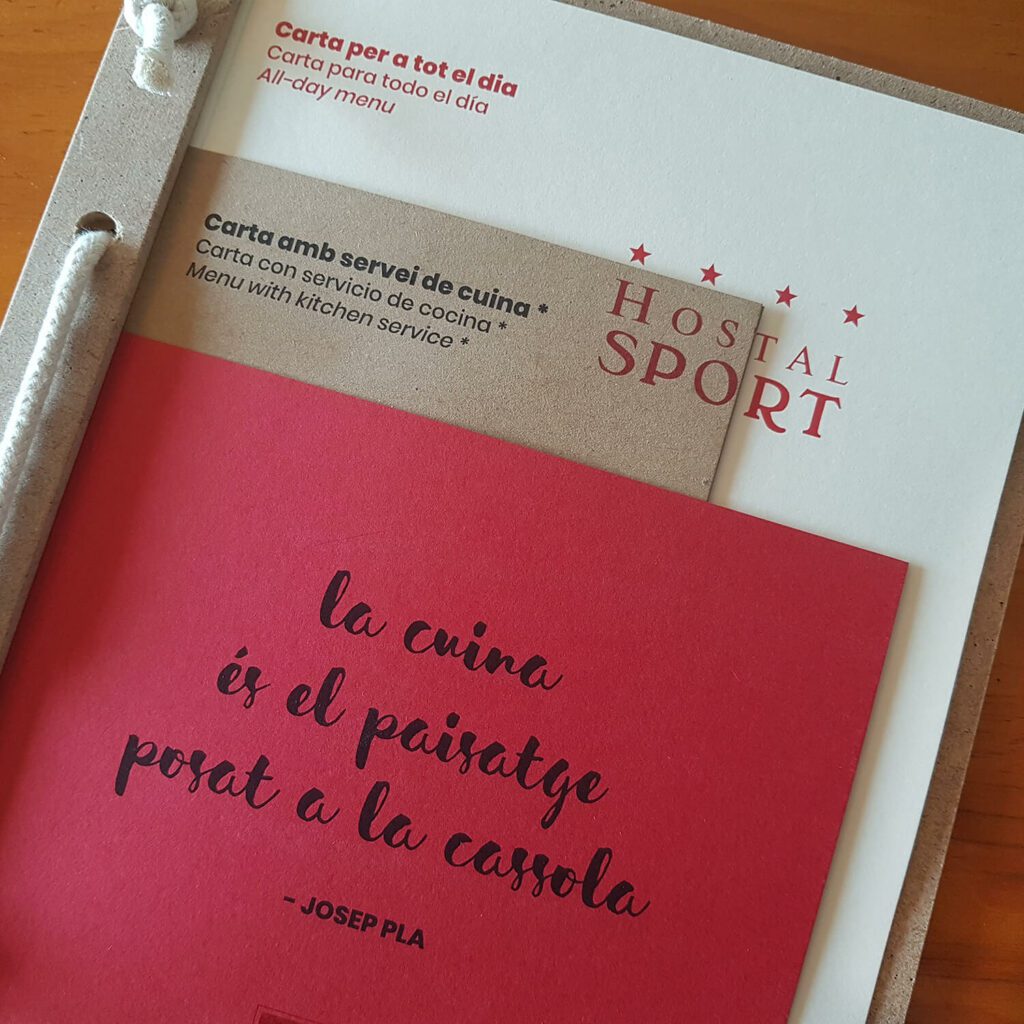 Carta per a tot el dia
Carta para todo el día
All-day menu
Carta amb servei de cuina *
Carta con servicio de cocina *
Menu with kitchen service *
HOSTAL
SPORT
la cuina
és el paisatge
posat a la cassola
- JOSEP PLA